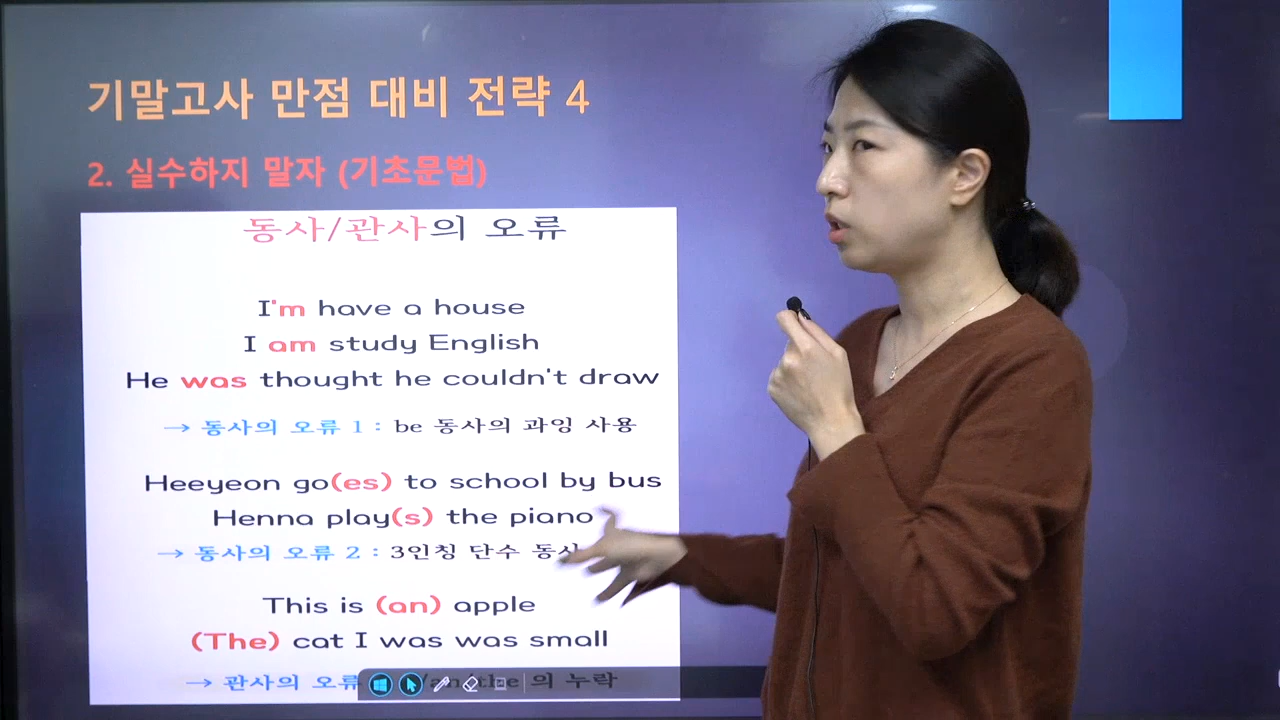 기말고사 만점 대비 전략 4
2. 실수하지 말자 (기초문법)
동사/관사의 오류
I'm have a house
I am study English
He was thought he couldn't draw
→ 동사의 오류 1 : be 동사의 과잉 사용
Heeyeon go(es) to school by bus
Henna play(s) the piano
→ 동사의 오류 2 : 3인칭 단수 동사
This is (an) apple
(The) cat I was was small
→ 관사의 오류 /an/the 의 누락